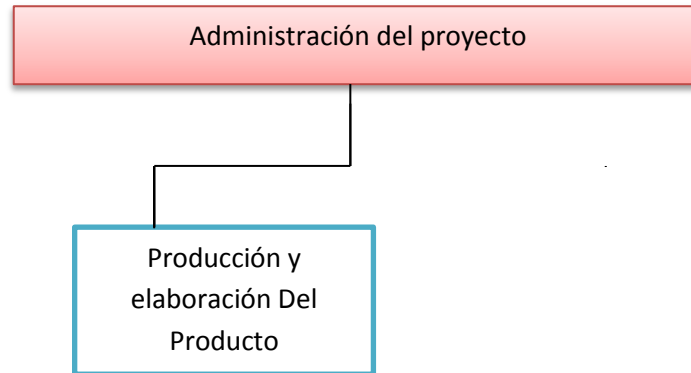 Administración del proyecto
Producción y
elaboración Del
Producto